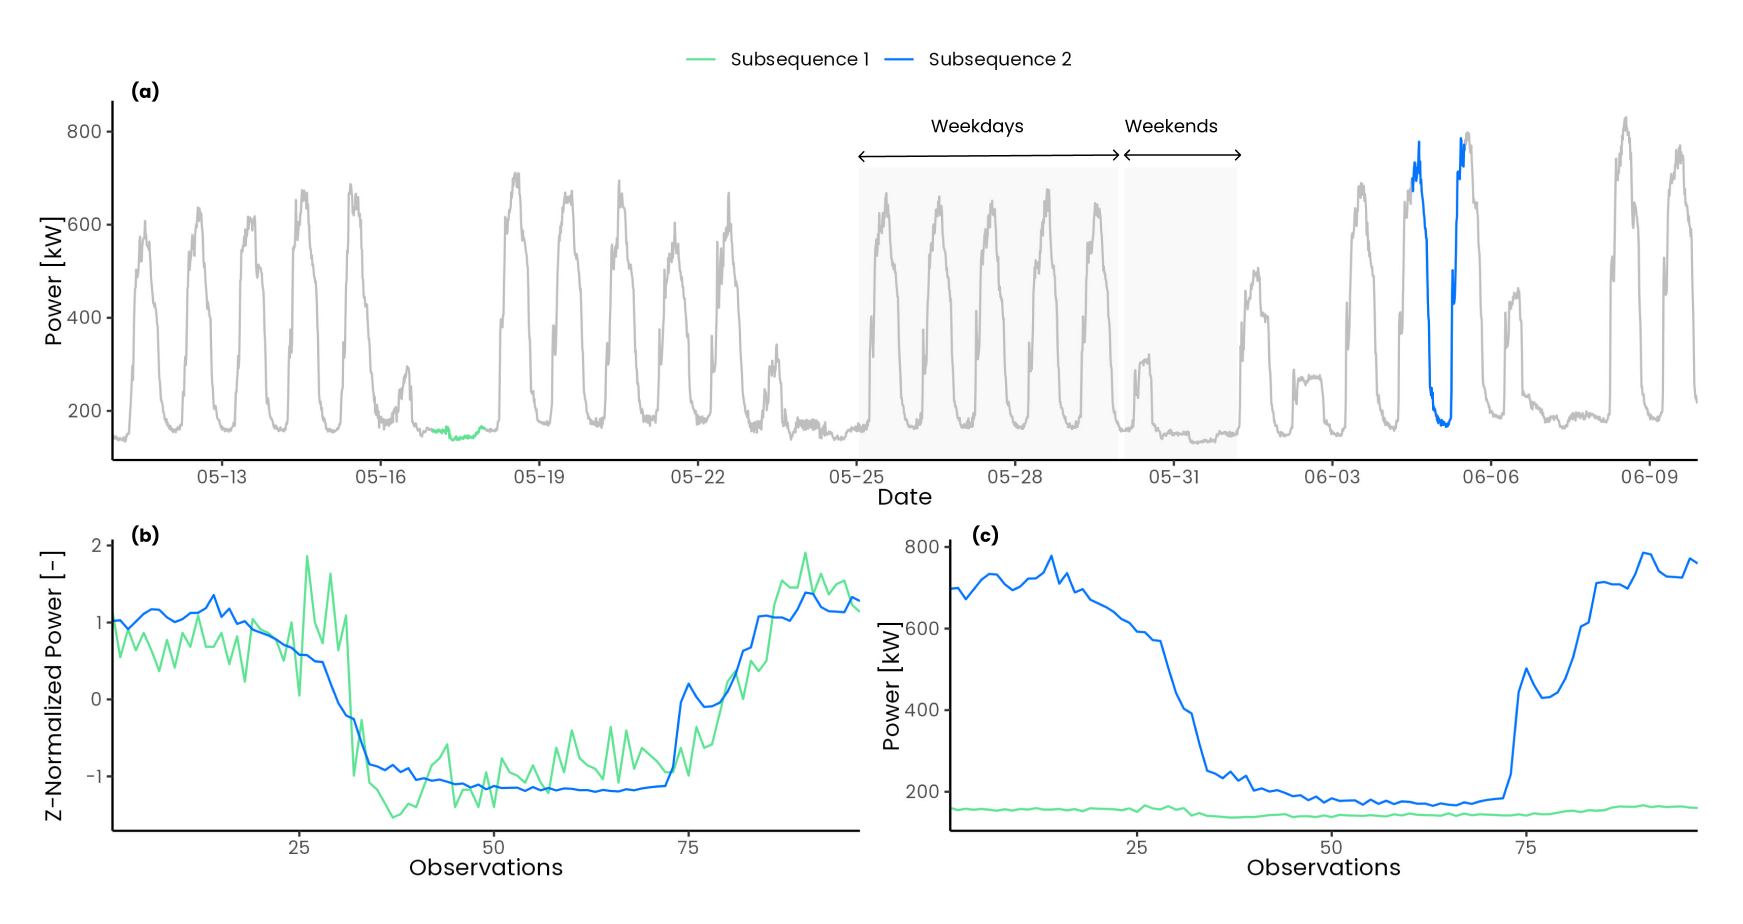 Subsequence 1 Subsequence 2
(a)
Weekdays Weekends
800
600
400
200
Power [kW]
05-13 05-16 05-19 05-22 05-25 05-28 05-31 06-03 06-06 06-09
Date
(b)
2
1
0
-1
Z-Normalized Power [-]
25 50 75
Observations
(c)
800
600
400
200
Power [kW]
25 50 75
Observations